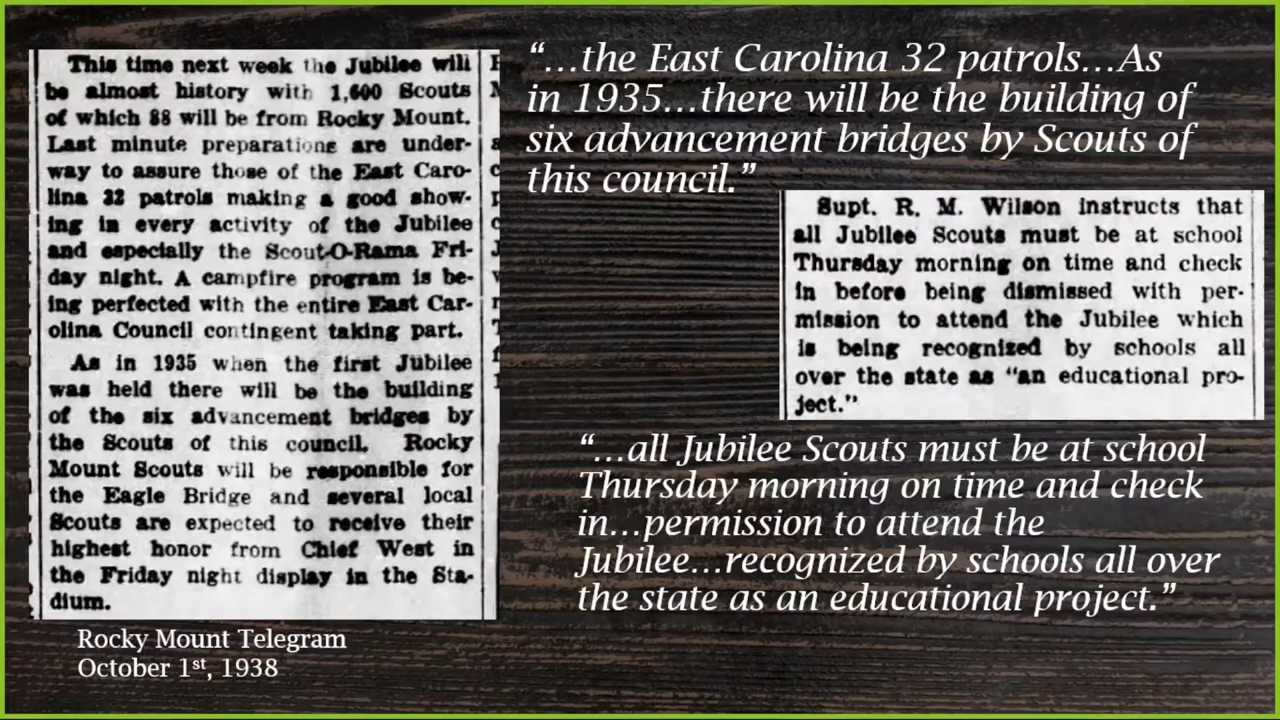 This time next week the Jubilee will
be almost history with 1,600 Scouts
of which 88 will be from Rocky Mount.
Last minute preparations are under-
way to assure those of the East Caro-
lina 32 patrols making a good show-
ing in every activity of the Jubilee
and especially the Scout-O-Rama Fri-
day night. A campfire program is be-
ing perfected with the entire East Car-
olina Council contingent taking part.
As in 1935 when the first Jubilee
was held there will be the building
of the six advancement bridges by
the Scouts of this council. Rocky
Mount Scouts will be responsible for
the Eagle Bridge and several local
Scouts are expected to receive their
highest honor from Chief West in
the Friday night display in the Sta-
dium.
Rocky Mount Telegram
October 1st, 1938
“…the East Carolina 32 patrols…As
in 1935…there will be the building of
six advancement bridges by Scouts of
this council.”
Supt. R. M. Wilson instructs that
all Jubilee Scouts must be at school
Thursday morning on time and check
in before being dismissed with per-
mission to attend the Jubilee which
is being recognized by schools all
over the state as “an educational pro-
ject.”
“…all Jubilee Scouts must be at school
Thursday morning on time and check
in…permission to attend the
Jubilee…recognized by schools all over
the state as an educational project.”